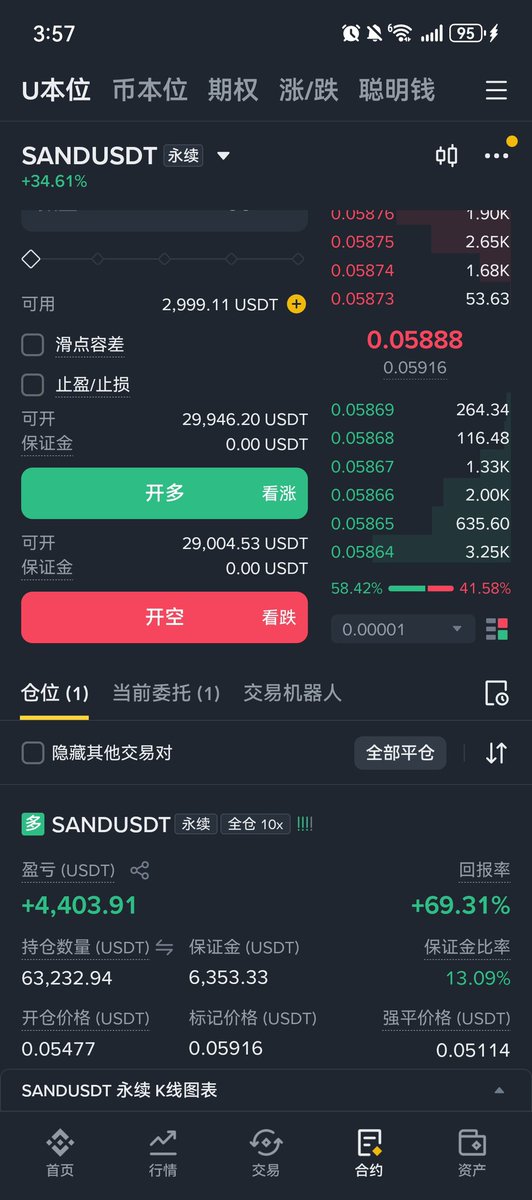 3:57
6
95
U本位 币本位 期权 涨/跌 聪明钱
SANDUSDT 永续
+34.61%
0.05876 1.90K
0.05875 2.65K
0.05874 1.68K
0.05873 53.63
可用 2,999.11 USDT
滑点容差
止盈/止损
可开 29,946.20 USDT
保证金 0.00 USDT
开多 看涨
可开 29,004.53 USDT
保证金 0.00 USDT
开空 看跌
0.05888
0.05916
0.05869 264.34
0.05868 116.48
0.05867 1.33K
0.05866 2.00K
0.05865 635.60
0.05864 3.25K
58.42% 41.58%
0.00001
仓位 (1) 当前委托 (1) 交易机器人
隐藏其他交易对 全部平仓
多 SANDUSDT 永续 全仓 10x !!!!
盈亏 (USDT) 回报率
+4,403.91 +69.31%
持仓数量 (USDT) 保证金 (USDT) 保证金比率
63,232.94 6,353.33 13.09%
开仓价格 (USDT) 标记价格 (USDT) 强平价格 (USDT)
0.05477 0.05916 0.05114
SANDUSDT 永续 K线图表
首页 行情 交易 合约 资产